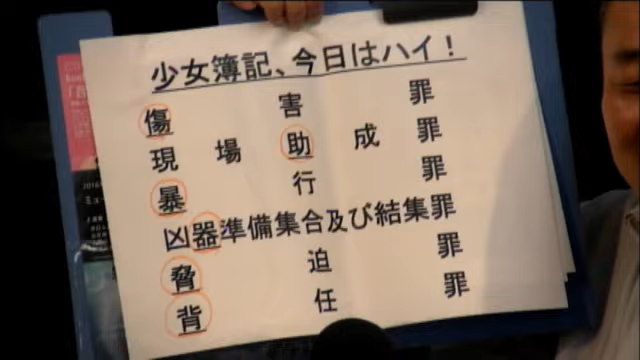 少女簿記、今日はハイ!
傷害罪
現場助成罪
暴行罪
凶器準備集合及び結集罪
脅迫罪
背任罪